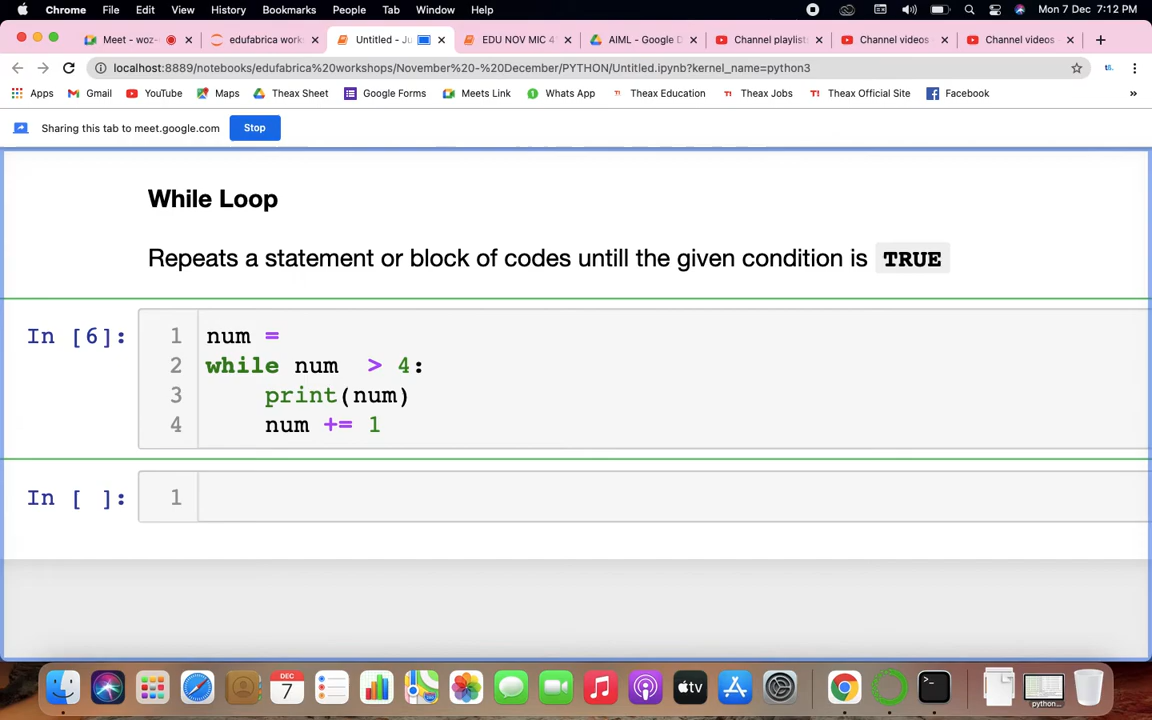 Chrome File Edit View History Bookmarks People Tab Window Help Mon 7 Dec 7:12 PM
Meet - woz- edufabrica work Untitled - Ju EDU NOV MIC 4 AIML - Google D Channel playlists Channel videos - Channel videos -
localhost:8889/notebooks/edufabrica%20workshops/November%20-%20December/PYTHON/Untitled.ipynb?kernel_name=python3
Apps Gmail YouTube Maps Theax Sheet Google Forms Meets Link Whats App Theax Education Theax Jobs Theax Official Site Facebook »
Sharing this tab to meet.google.com Stop
While Loop
Repeats a statement or block of codes untill the given condition is TRUE
In [6]: 1 num =
2 while num  > 4:
3 print(num)
4 num += 1
In [ ]: 1
DEC
7
tv
python...